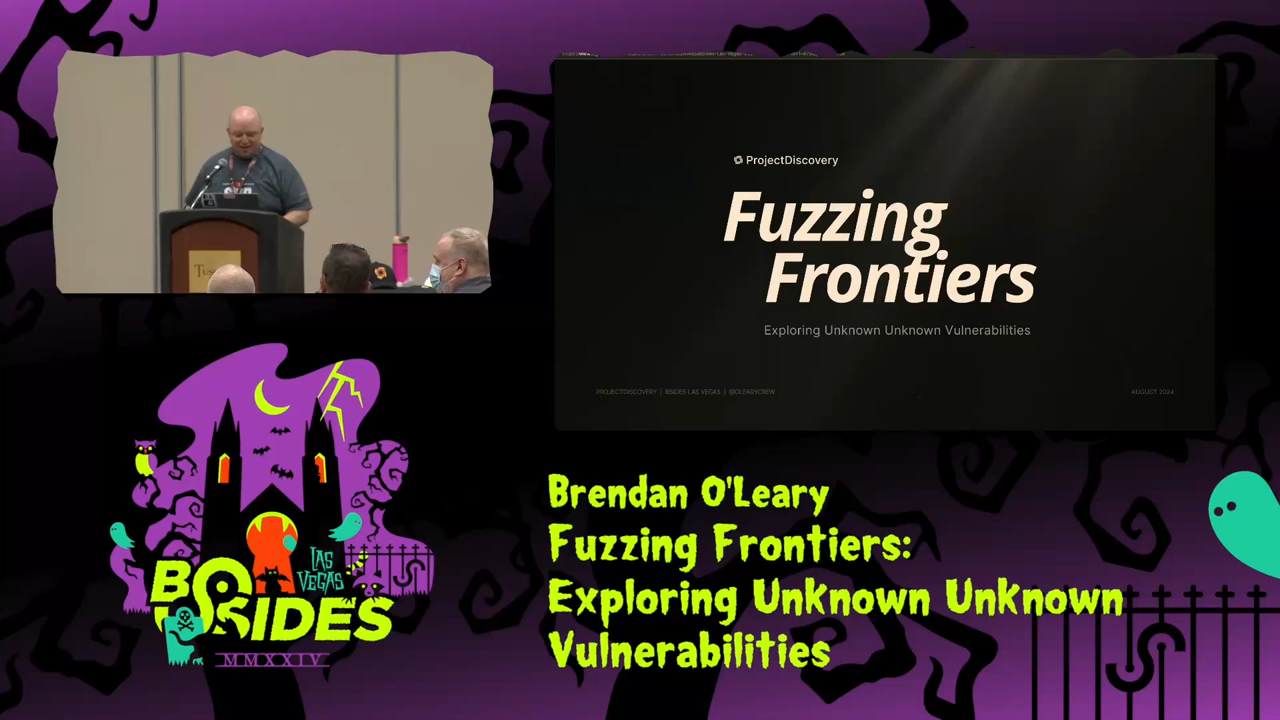 ProjectDiscovery
Fuzzing
Frontiers
Exploring Unknown Unknown Vulnerabilities
PROJECTDISCOVERY | BSIDES LAS VEGAS | @OLEARYCREW
AUGUST 2024
LAS
VEGAS
BSIDES
MMXXIV
Brendan O'Leary
Fuzzing Frontiers:
Exploring Unknown Unknown
Vulnerabilities